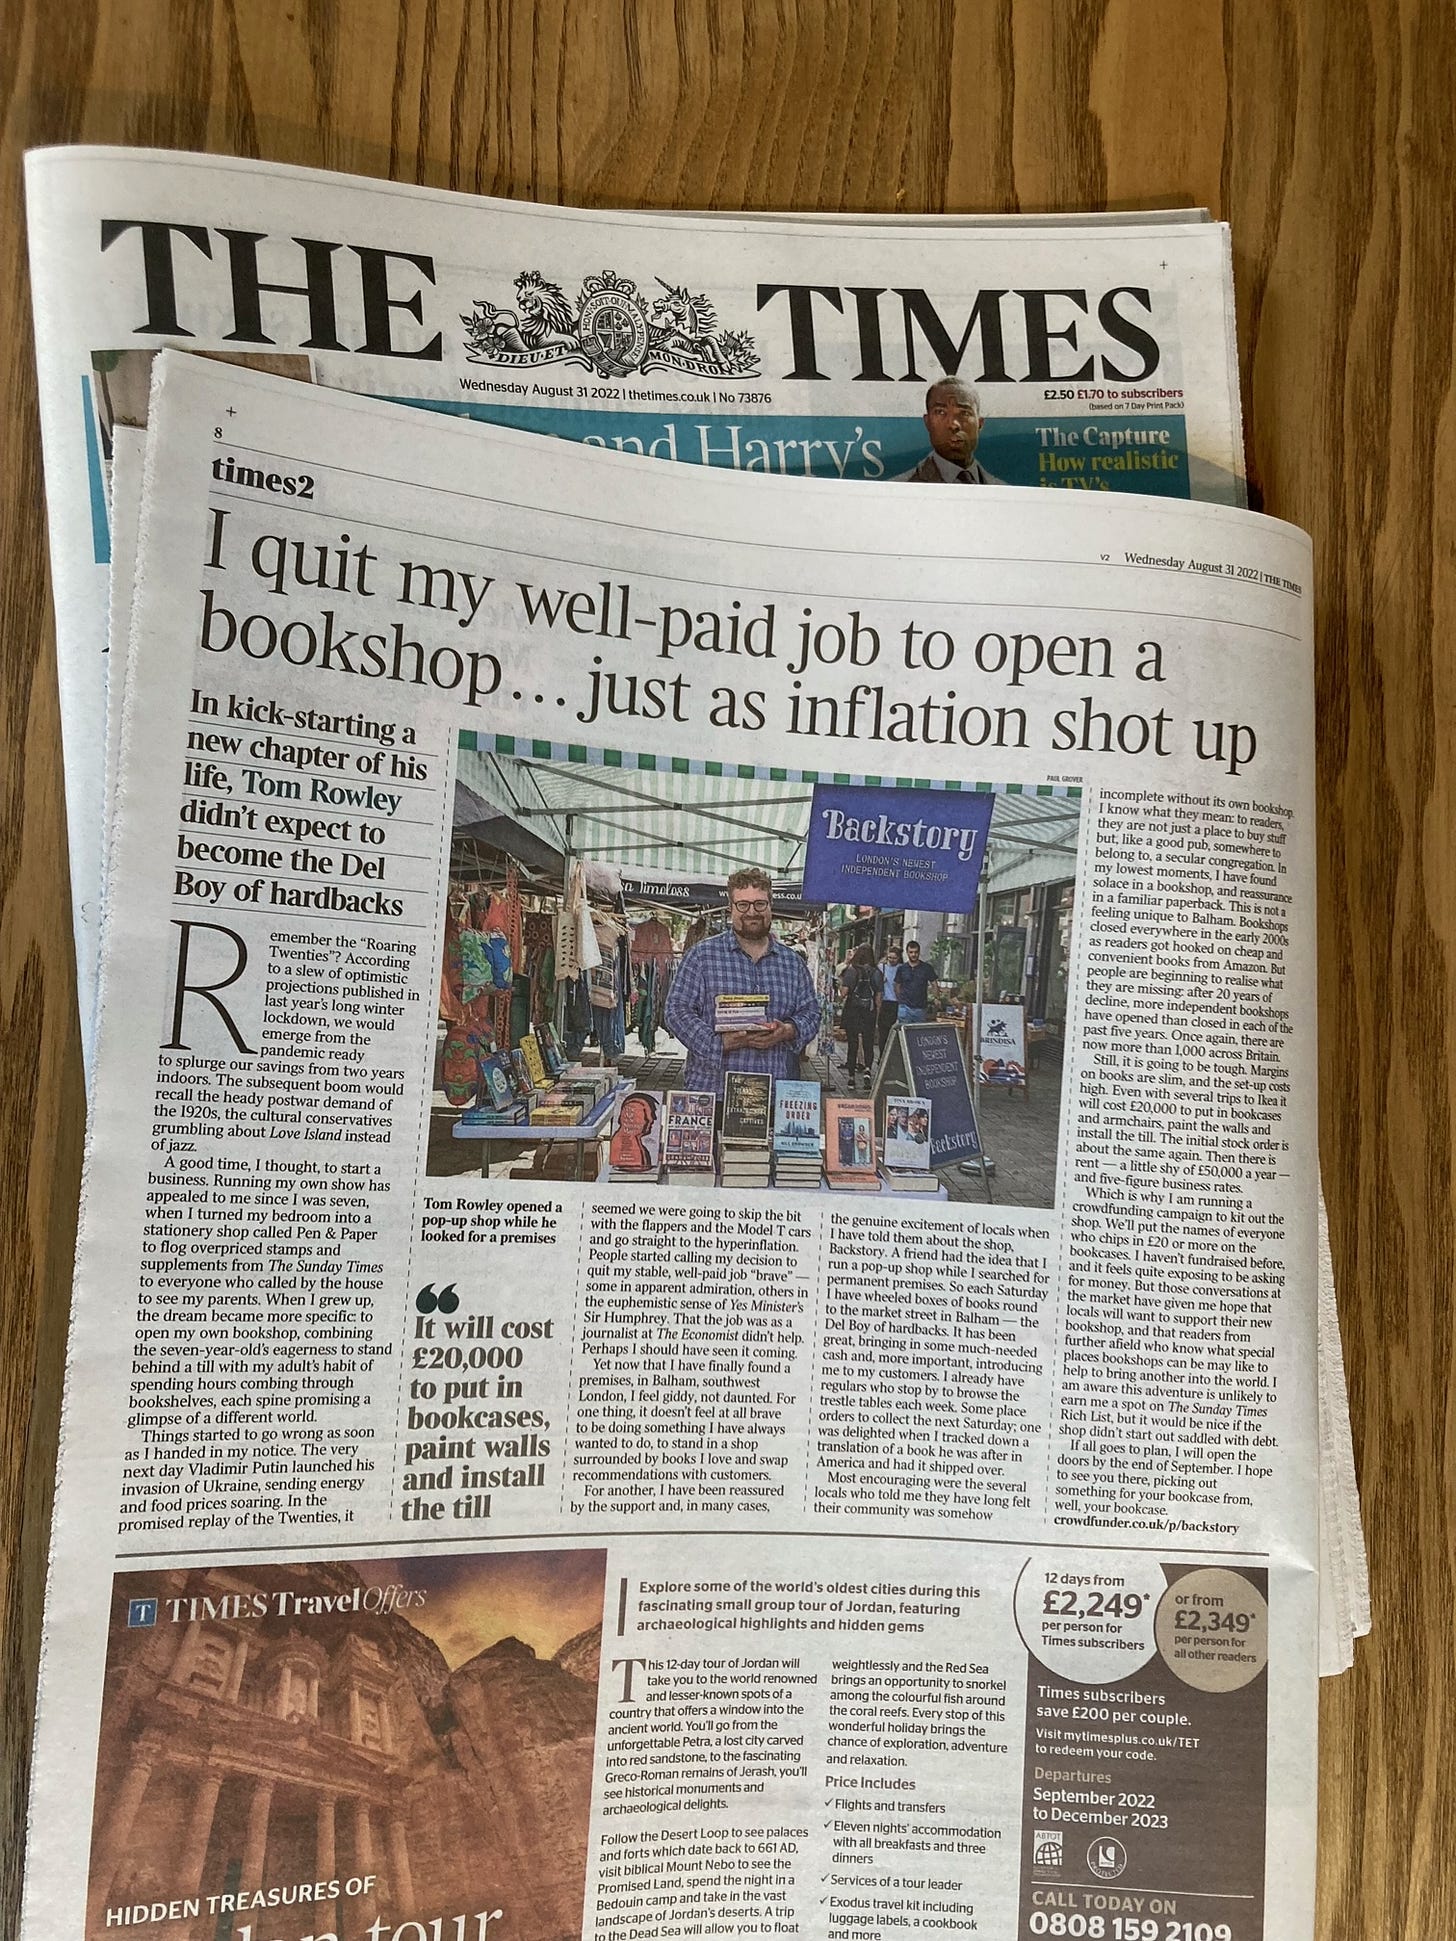 THE TIMES
HONI·SOIT·QUI·MAL·Y·PENSE
DIEU·ET MON·DROIT
Wednesday August 31 2022 | thetimes.co.uk | No 73876
£2.50 £1.70 to subscribers
(based on 7 Day Print Pack)
and Harry's
The Capture
How realistic
is TV's
8
times2
V2 Wednesday August 31 2022 | THE TIMES
I quit my well-paid job to open a
bookshop... just as inflation shot up
In kick-starting a
new chapter of his
life, Tom Rowley
didn't expect to
become the Del
Boy of hardbacks
PAUL GROVER
Backstory
LONDON'S NEWEST
INDEPENDENT BOOKSHOP
LONDON'S
NEWEST
INDEPENDENT
BOOKSHOP
Backstory
BRINDISA
FRANCE
FREEZING
ORDER
Remember the "Roaring
Twenties"? According
to a slew of optimistic
projections published in
last year's long winter
lockdown, we would
emerge from the
pandemic ready
to splurge our savings from two years
indoors. The subsequent boom would
recall the heady postwar demand of
the 1920s, the cultural conservatives
grumbling about Love Island instead
of jazz.
A good time, I thought, to start a
business. Running my own show has
appealed to me since I was seven,
when I turned my bedroom into a
stationery shop called Pen & Paper
to flog overpriced stamps and
supplements from The Sunday Times
to everyone who called by the house
to see my parents. When I grew up,
the dream became more specific: to
open my own bookshop, combining
the seven-year-old's eagerness to stand
behind a till with my adult's habit of
spending hours combing through
bookshelves, each spine promising a
glimpse of a different world.
Things started to go wrong as soon
as I handed in my notice. The very
next day Vladimir Putin launched his
invasion of Ukraine, sending energy
and food prices soaring. In the
promised replay of the Twenties, it
Tom Rowley opened a
pop-up shop while he
looked for a premises
It will cost
£20,000
to put in
bookcases,
paint walls
and install
the till
seemed we were going to skip the bit
with the flappers and the Model T cars
and go straight to the hyperinflation.
People started calling my decision to
quit my stable, well-paid job "brave" —
some in apparent admiration, others in
the euphemistic sense of Yes Minister's
Sir Humphrey. That the job was as a
journalist at The Economist didn't help.
Perhaps I should have seen it coming.
Yet now that I have finally found a
premises, in Balham, southwest
London, I feel giddy, not daunted. For
one thing, it doesn't feel at all brave
to be doing something I have always
wanted to do, to stand in a shop
surrounded by books I love and swap
recommendations with customers.
For another, I have been reassured
by the support and, in many cases,
the genuine excitement of locals when
I have told them about the shop,
Backstory. A friend had the idea that I
run a pop-up shop while I searched for
permanent premises. So each Saturday
I have wheeled boxes of books round
to the market street in Balham — the
Del Boy of hardbacks. It has been
great, bringing in some much-needed
cash and, more important, introducing
me to my customers. I already have
regulars who stop by to browse the
trestle tables each week. Some place
orders to collect the next Saturday; one
was delighted when I tracked down a
translation of a book he was after in
America and had it shipped over.
Most encouraging were the several
locals who told me they have long felt
their community was somehow
incomplete without its own bookshop.
I know what they mean: to readers,
they are not just a place to buy stuff
but, like a good pub, somewhere to
belong to, a secular congregation. In
my lowest moments, I have found
solace in a bookshop, and reassurance
in a familiar paperback. This is not a
feeling unique to Balham. Bookshops
closed everywhere in the early 2000s
as readers got hooked on cheap and
convenient books from Amazon. But
people are beginning to realise what
they are missing: after 20 years of
decline, more independent bookshops
have opened than closed in each of the
past five years. Once again, there are
now more than 1,000 across Britain.
Still, it is going to be tough. Margins
on books are slim, and the set-up costs
high. Even with several trips to Ikea it
will cost £20,000 to put in bookcases
and armchairs, paint the walls and
install the till. The initial stock order is
about the same again. Then there is
rent — a little shy of £50,000 a year —
and five-figure business rates.
Which is why I am running a
crowdfunding campaign to kit out the
shop. We'll put the names of everyone
who chips in £20 or more on the
bookcases. I haven't fundraised before,
and it feels quite exposing to be asking
for money. But those conversations at
the market have given me hope that
locals will want to support their new
bookshop, and that readers from
further afield who know what special
places bookshops can be may like to
help to bring another into the world. I
am aware this adventure is unlikely to
earn me a spot on The Sunday Times
Rich List, but it would be nice if the
shop didn't start out saddled with debt.
If all goes to plan, I will open the
doors by the end of September. I hope
to see you there, picking out
something for your bookcase from,
well, your bookcase.
crowdfunder.co.uk/p/backstory
T TIMES Travel Offers
HIDDEN TREASURES OF
tour
Explore some of the world's oldest cities during this
fascinating small group tour of Jordan, featuring
archaeological highlights and hidden gems
This 12-day tour of Jordan will
take you to the world renowned
and lesser-known spots of a
country that offers a window into the
ancient world. You'll go from the
unforgettable Petra, a lost city carved
into red sandstone, to the fascinating
Greco-Roman remains of Jerash, you'll
see historical monuments and
archaeological delights.
Follow the Desert Loop to see palaces
and forts which date back to 661 AD,
visit biblical Mount Nebo to see the
Promised Land, spend the night in a
Bedouin camp and take in the vast
landscape of Jordan's deserts. A trip
to the Dead Sea will allow you to float
weightlessly and the Red Sea
brings an opportunity to snorkel
among the colourful fish around
the coral reefs. Every stop of this
wonderful holiday brings the
chance of exploration, adventure
and relaxation.
Price Includes
✓ Flights and transfers
✓ Eleven nights' accommodation
with all breakfasts and three
dinners
✓ Services of a tour leader
✓ Exodus travel kit including
luggage labels, a cookbook
and more
12 days from
£2,249*
per person for
Times subscribers
or from
£2,349*
per person for
all other readers
Times subscribers
save £200 per couple.
Visit mytimesplus.co.uk/TET
to redeem your code.
Departures
September 2022
to December 2023
ABTOT
CALL TODAY ON
0808 159 2109